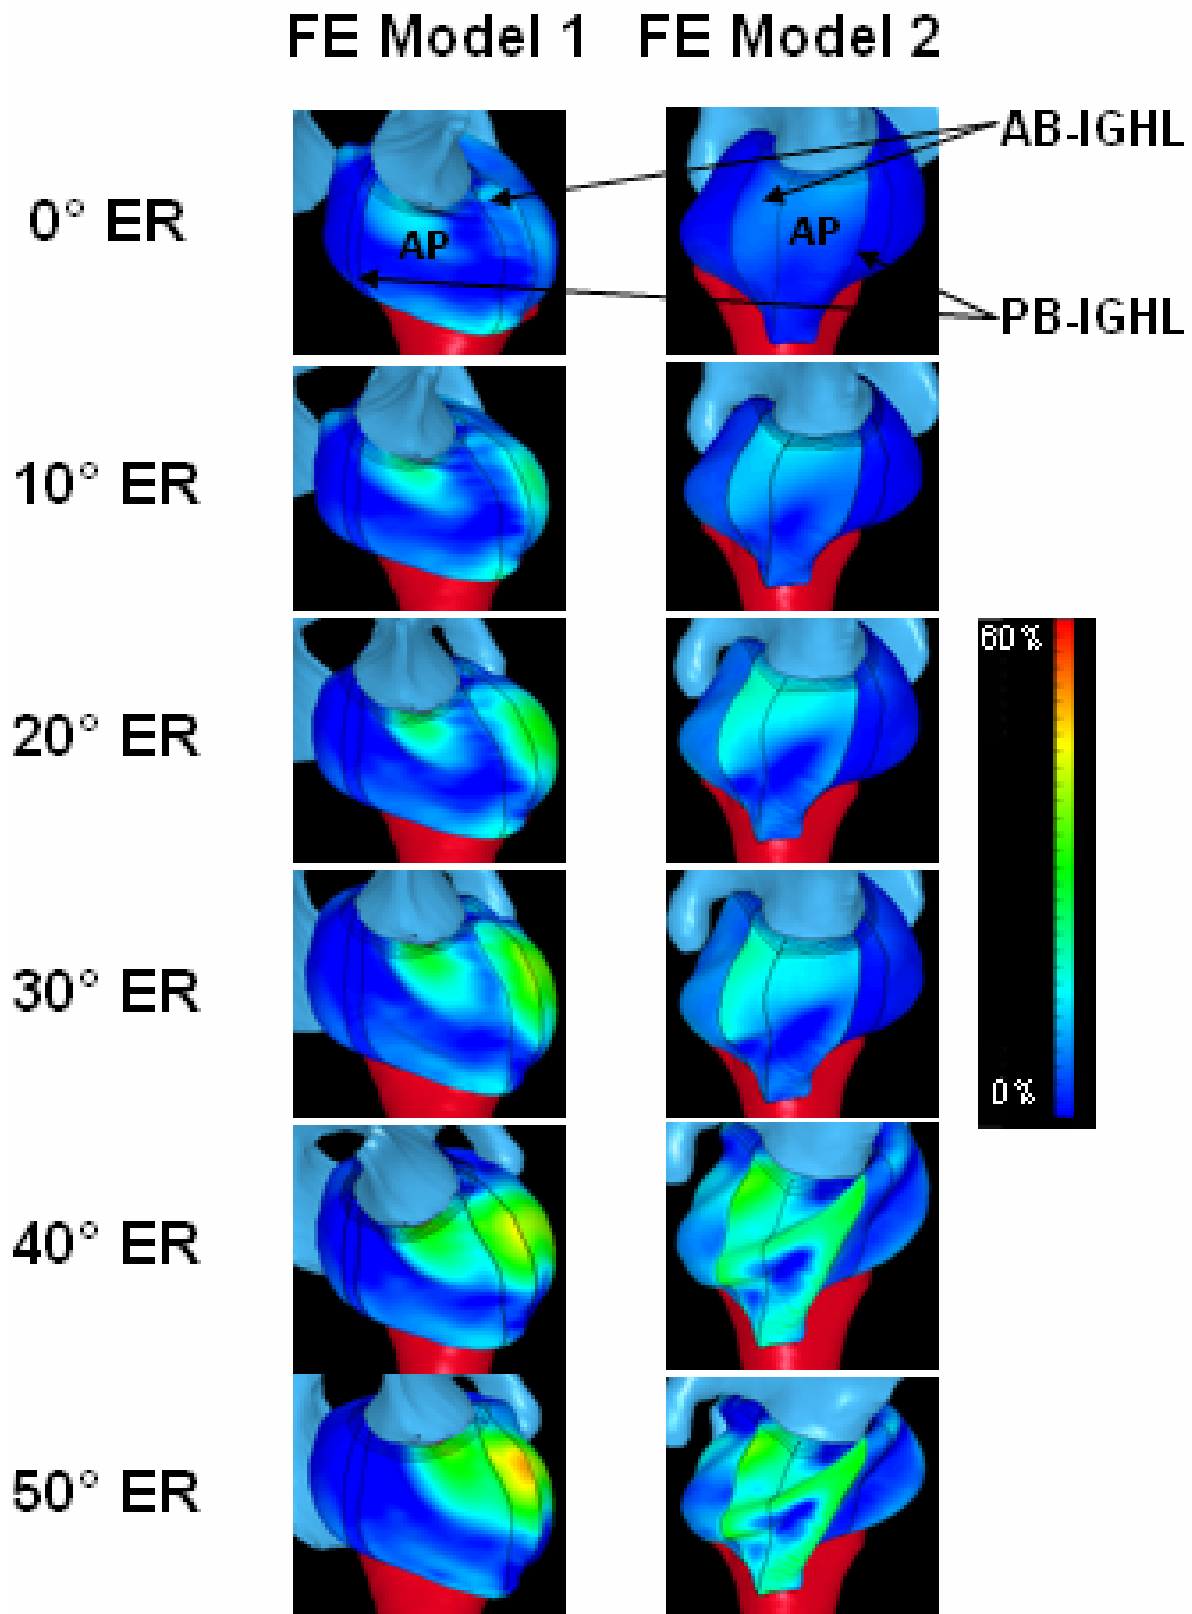 FE Model 1 FE Model 2
AB-IGHL
0° ER
AP
AP
PB-IGHL
10° ER
60 %
20° ER
30° ER
0 %
40° ER
50° ER